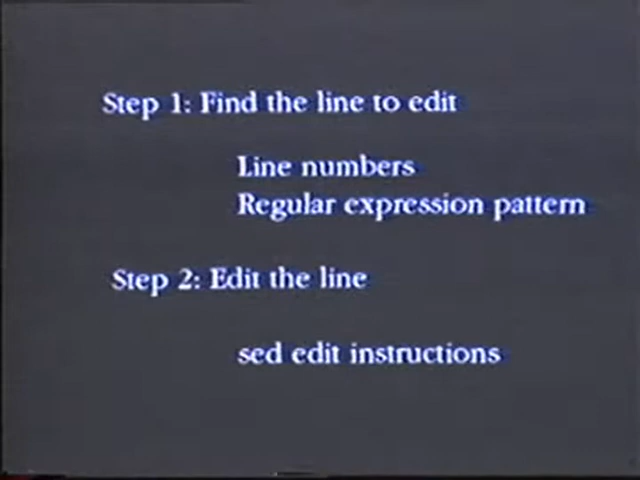 Step 1: Find the line to edit
Line numbers
Regular expression pattern
Step 2: Edit the line
sed edit instructions